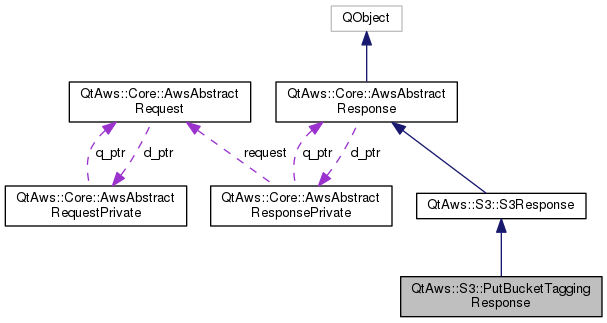 QObject
QtAws::Core::AwsAbstract
Request
QtAws::Core::AwsAbstract
Response
q_ptr
d_ptr
request
q_ptr
d_ptr
QtAws::Core::AwsAbstract
RequestPrivate
QtAws::Core::AwsAbstract
ResponsePrivate
QtAws::S3::S3Response
QtAws::S3::PutBucketTagging
Response